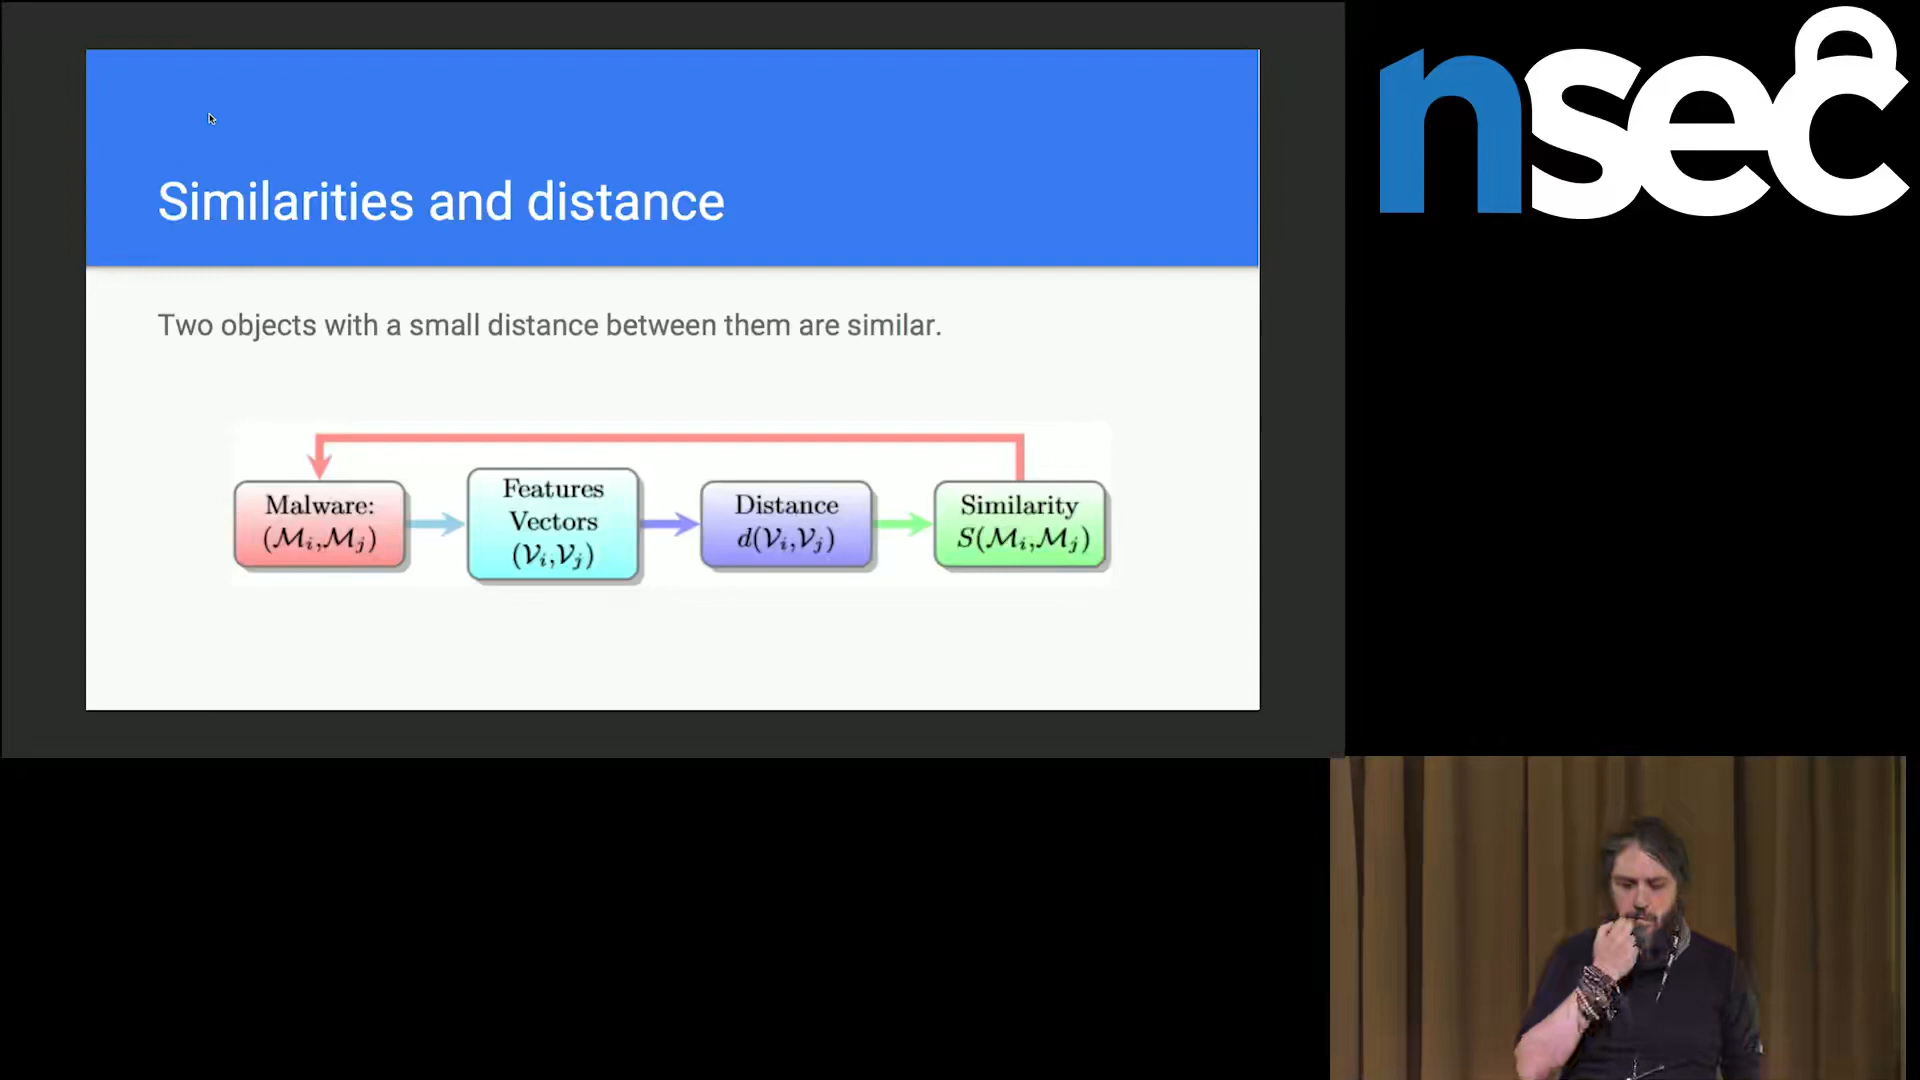 nsec
Similarities and distance
Two objects with a small distance between them are similar.
Malware:
(ℳᵢ,ℳⱼ)
Features
Vectors
(𝒱ᵢ,𝒱ⱼ)
Distance
d(𝒱ᵢ,𝒱ⱼ)
Similarity
S(ℳᵢ,ℳⱼ)